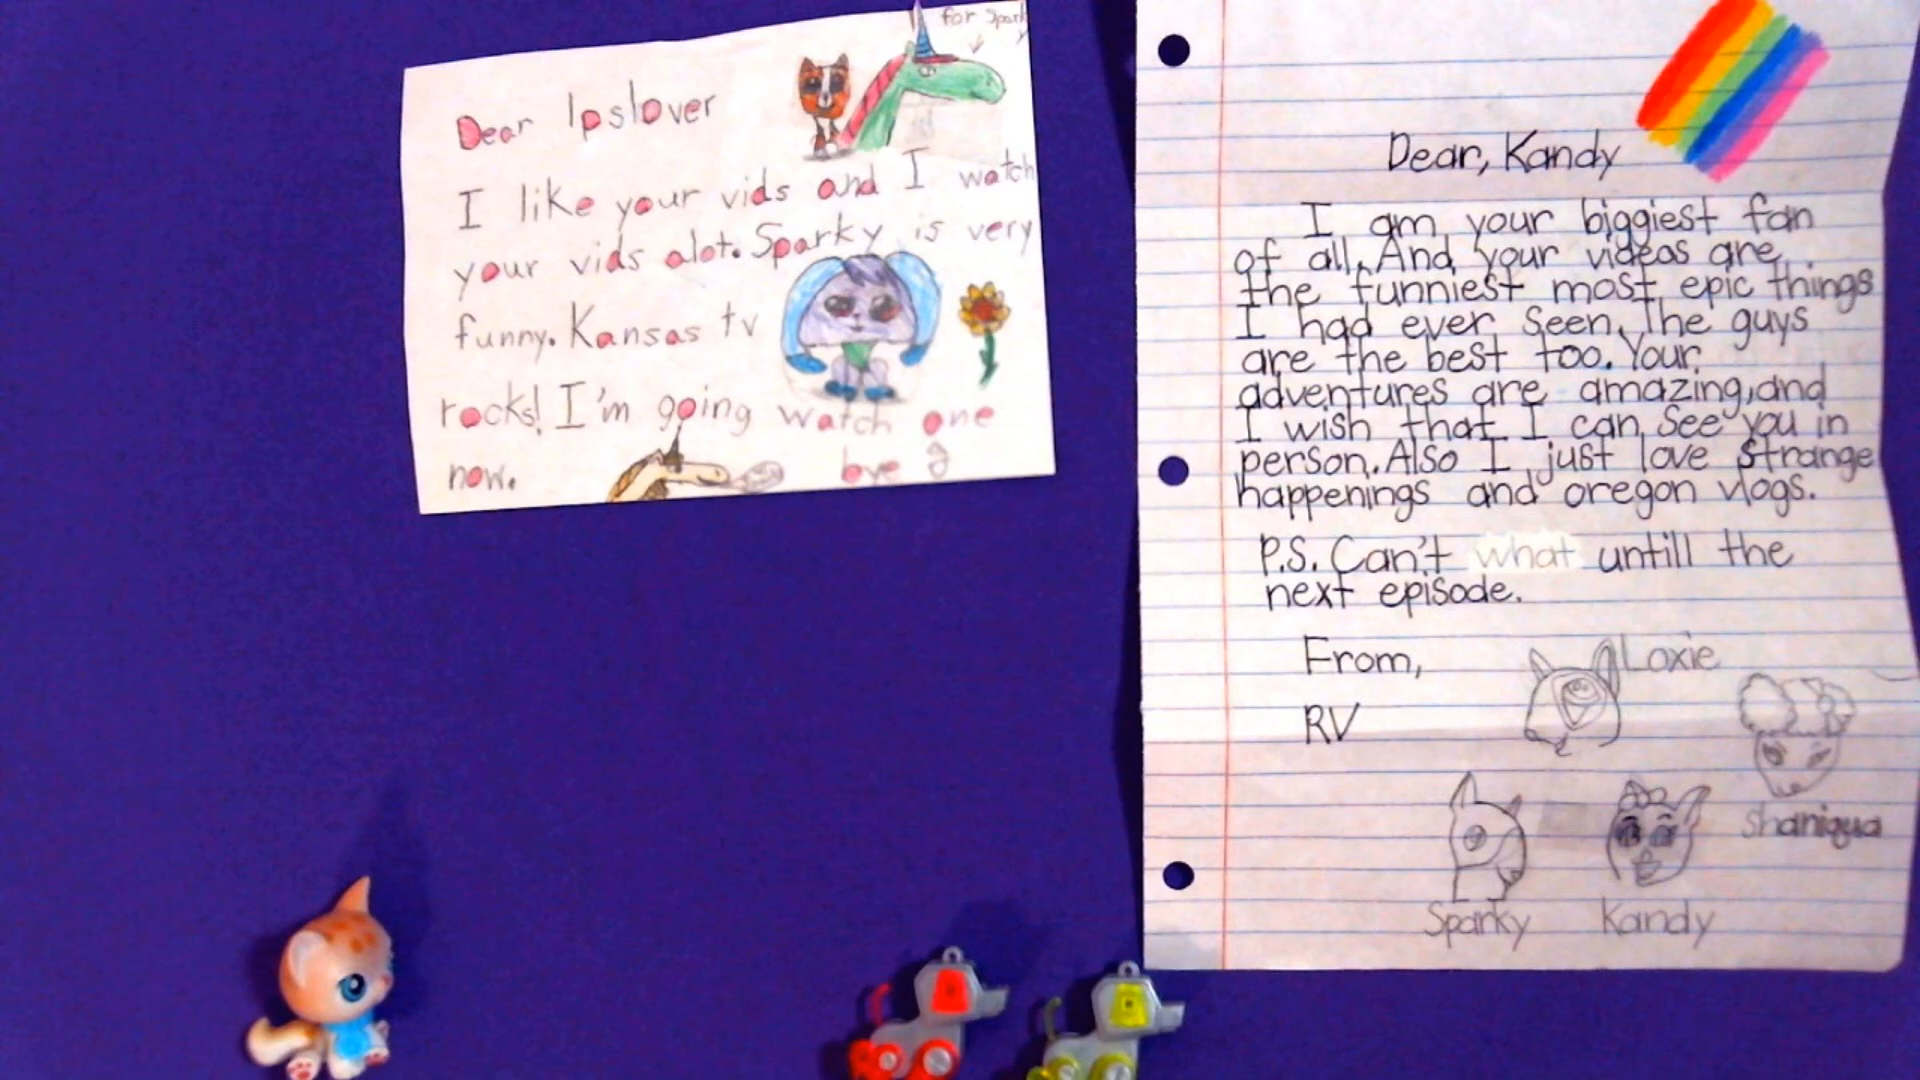 for Spark
y
Dear lpslover
I like your vids and I watch
your vids alot. Sparky is very
funny. Kansas tv
rocks! I'm going watch one
now.
love
Dear, Kandy
I am your biggiest fan
of all. And your videos are
the funniest most epic things
I had ever seen. The guys
are the best too. Your
adventures are amazing, and
I wish that I can see you in
person. Also I just love strange
happenings and oregon vlogs.
P.S. Can't what untill the
next episode.
From,
RV
Loxie
Shaniqua
Sparky
Kandy